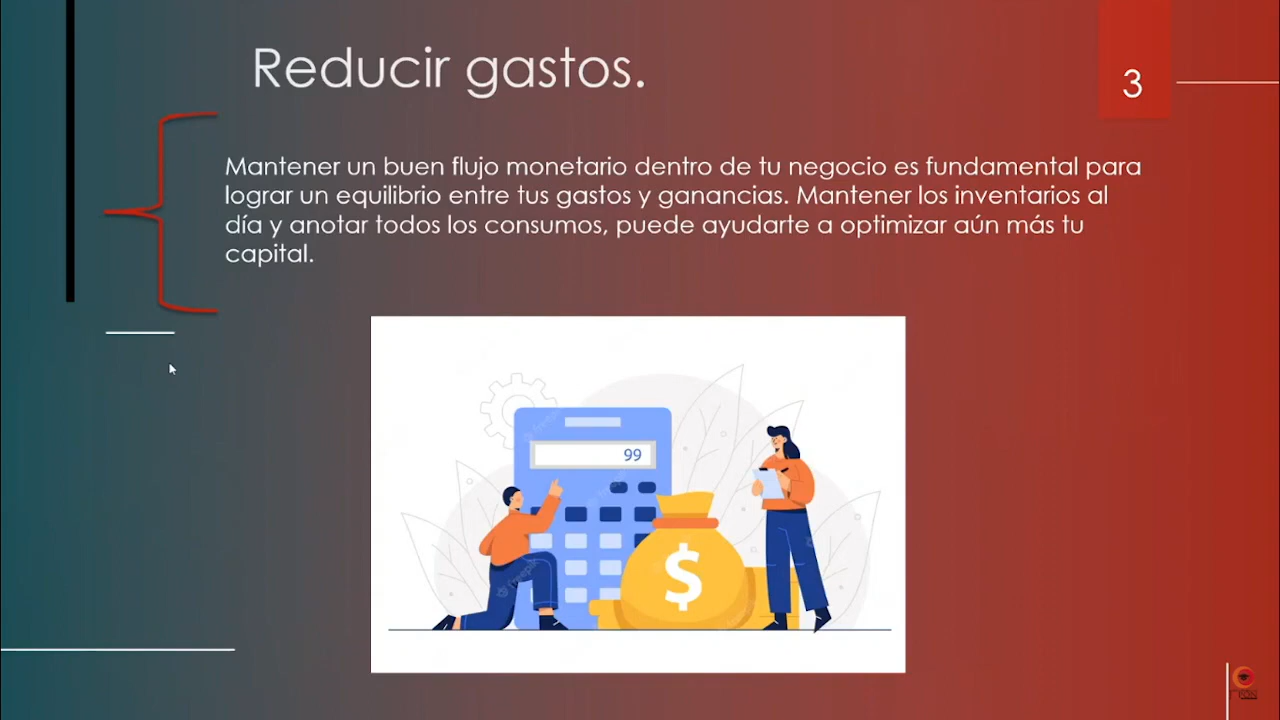 Reducir gastos.
3
Mantener un buen flujo monetario dentro de tu negocio es fundamental para
lograr un equilibrio entre tus gastos y ganancias. Mantener los inventarios al
día y anotar todos los consumos, puede ayudarte a optimizar aún más tu
capital.
99
$